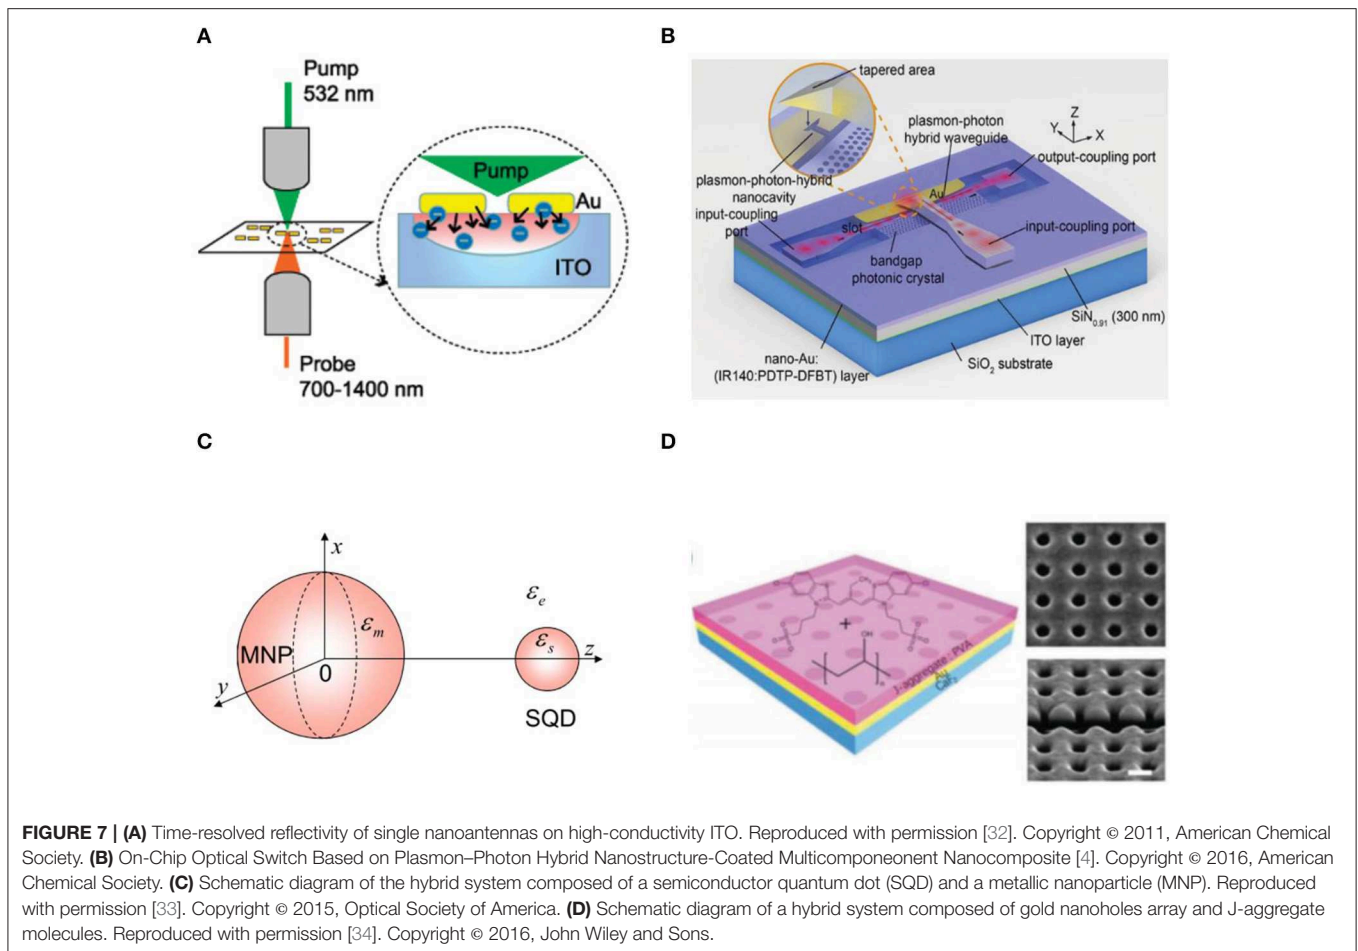 A
Pump
532 nm
Pump
Au
ITO
Probe
700-1400 nm
B
tapered area
plasmon-photon
hybrid waveguide
Z
Y
X
output-coupling port
plasmon-photon-hybrid
nanocavity
input-coupling
port
Au
slot
input-coupling port
bandgap
photonic crystal
SiN0.91 (300 nm)
ITO layer
SiO2 substrate
nano-Au:
(IR140:PDTP-DFBT) layer
C
x
εe
εm
εs
MNP
z
0
y
SQD
D
+
OH
n
J-aggregate : PVA
FIGURE 7 | (A) Time-resolved reflectivity of single nanoantennas on high-conductivity ITO. Reproduced with permission [32]. Copyright © 2011, American Chemical
Society. (B) On-Chip Optical Switch Based on Plasmon–Photon Hybrid Nanostructure-Coated Multicomponeonent Nanocomposite [4]. Copyright © 2016, American
Chemical Society. (C) Schematic diagram of the hybrid system composed of a semiconductor quantum dot (SQD) and a metallic nanoparticle (MNP). Reproduced
with permission [33]. Copyright © 2015, Optical Society of America. (D) Schematic diagram of a hybrid system composed of gold nanoholes array and J-aggregate
molecules. Reproduced with permission [34]. Copyright © 2016, John Wiley and Sons.